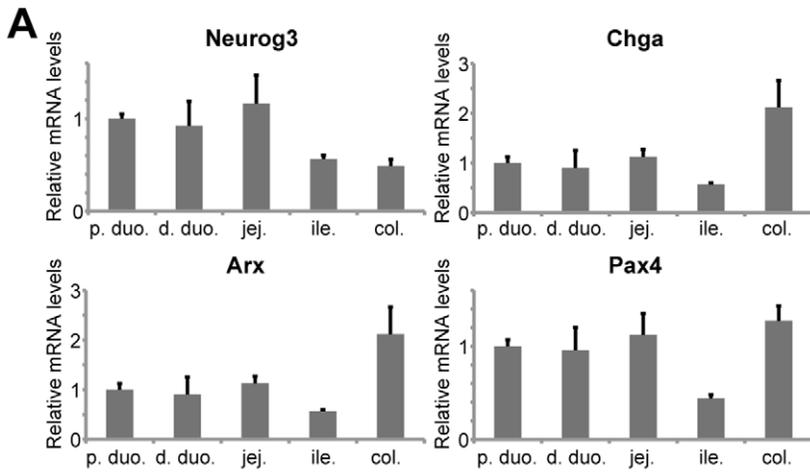 A
Neurog3
Relative mRNA levels
1
0
p. duo. d. duo. jej. ile. col.
Chga
Relative mRNA levels
3
2
1
0
p. duo. d. duo. jej. ile. col.
Arx
Relative mRNA levels
3
2
1
0
p. duo. d. duo. jej. ile. col.
Pax4
Relative mRNA levels
1
0
p. duo. d. duo. jej. ile. col.